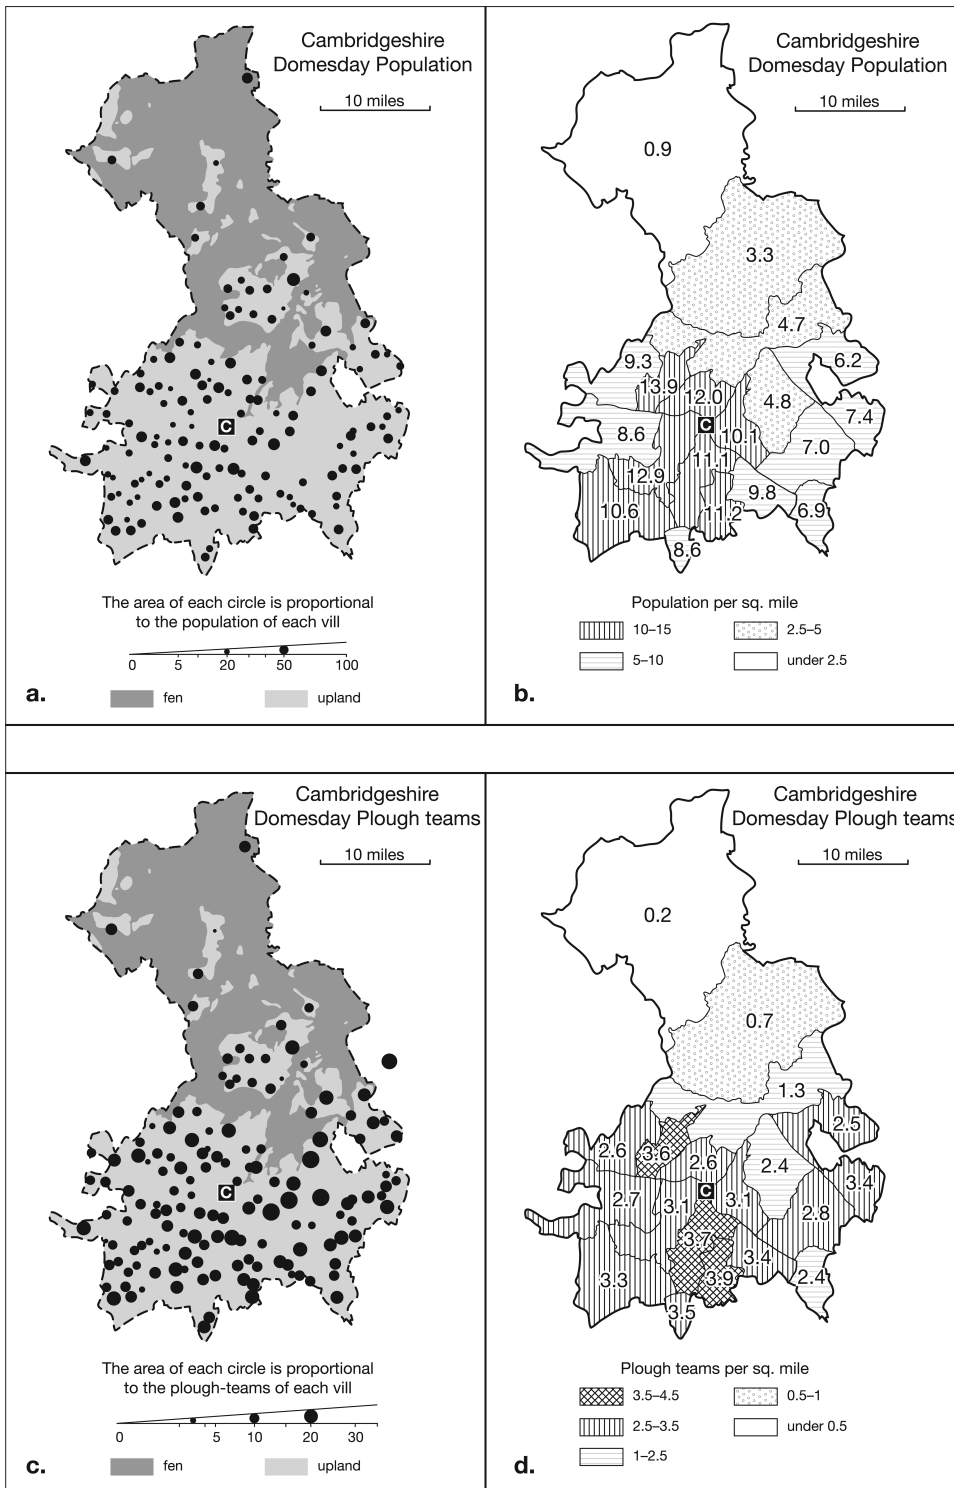 Cambridgeshire
Domesday Population
10 miles
C
The area of each circle is proportional
to the population of each vill
0 5 20 50 100
fen upland
a.
Cambridgeshire
Domesday Population
10 miles
0.9
3.3
4.7
9.3
6.2
13.9
12.0
4.8
7.4
C
8.6
10.1
7.0
11.1
12.9
9.8
10.6
11.2
6.9
8.6
Population per sq. mile
10–15 2.5–5
5–10 under 2.5
b.
Cambridgeshire
Domesday Plough teams
10 miles
C
The area of each circle is proportional
to the plough-teams of each vill
0 5 10 20 30
fen upland
c.
Cambridgeshire
Domesday Plough teams
10 miles
0.2
0.7
1.3
2.5
2.6
3.6
2.6
2.4
3.4
C
2.7
3.1
3.1
2.8
3.7
3.4
3.3
3.9
2.4
3.5
Plough teams per sq. mile
3.5–4.5 0.5–1
2.5–3.5 under 0.5
1–2.5
d.